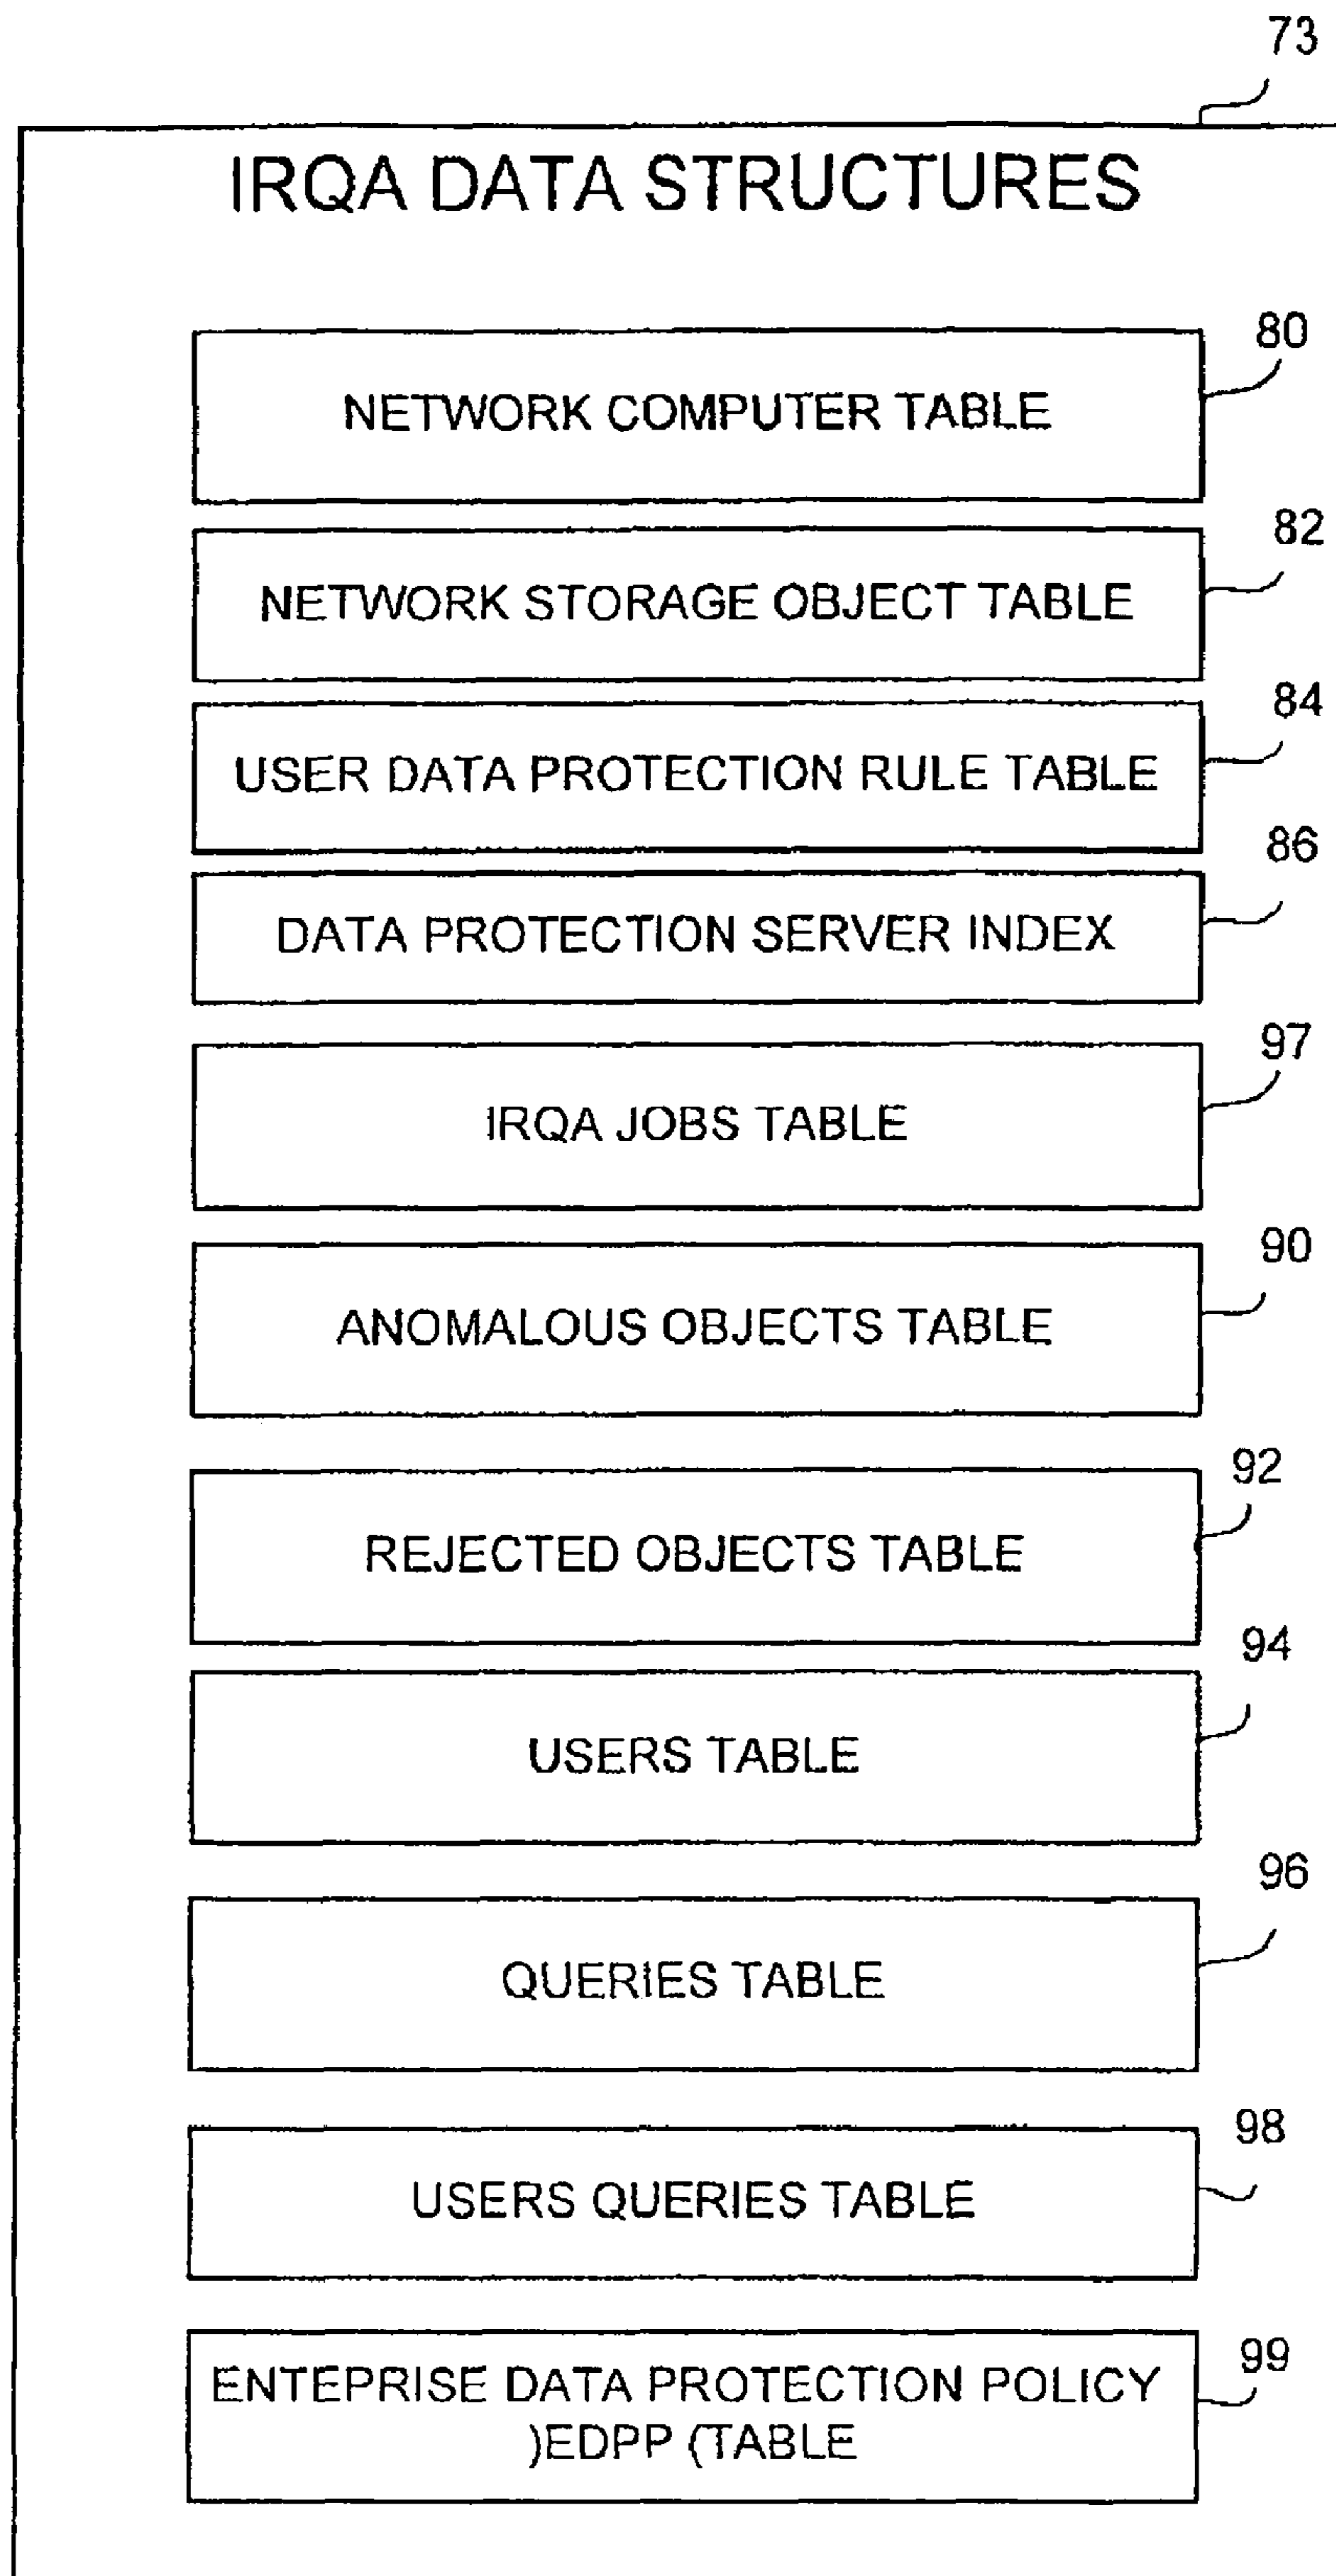 73
IRQA DATA STRUCTURES
80
NETWORK COMPUTER TABLE
82
NETWORK STORAGE OBJECT TABLE
84
USER DATA PROTECTION RULE TABLE
86
DATA PROTECTION SERVER INDEX
97
IRQA JOBS TABLE
90
ANOMALOUS OBJECTS TABLE
92
REJECTED OBJECTS TABLE
94
USERS TABLE
96
QUERIES TABLE
98
USERS QUERIES TABLE
99
ENTEPRISE DATA PROTECTION POLICY
)EDPP (TABLE